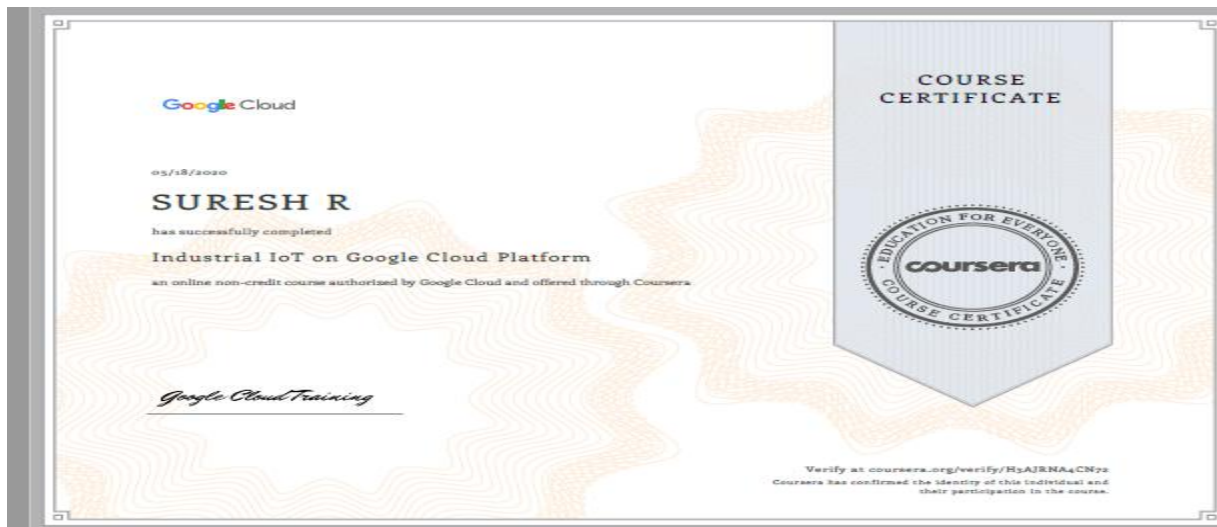 Google Cloud
05/18/2020
SURESH R
has successfully completed
Industrial IoT on Google Cloud Platform
an online non-credit course authorized by Google Cloud and offered through Coursera
Google Cloud Training
COURSE
CERTIFICATE
EDUCATION FOR EVERYONE
coursera
COURSE CERTIFICATE
Verify at coursera.org/verify/H3AJRNA4CN72
Coursera has confirmed the identity of this individual and
their participation in the course.